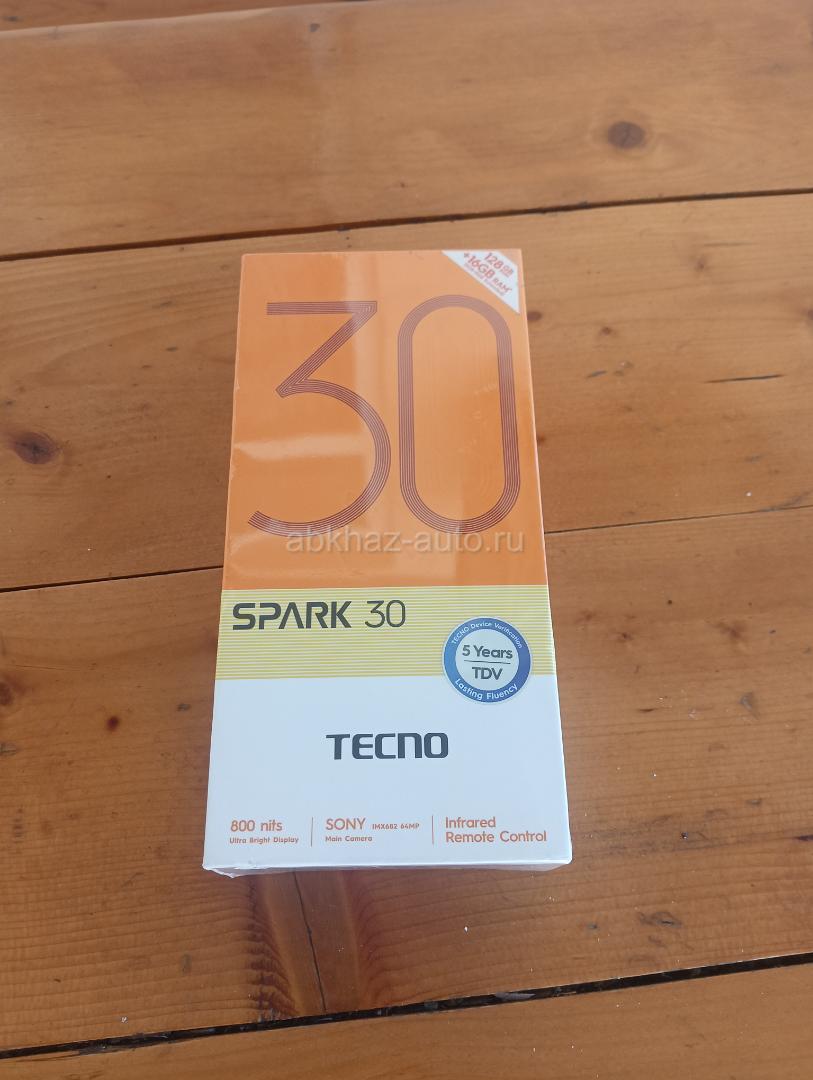 128GB
+16GB RAM*
30
abkhaz-auto.ru
SPARK 30
TECNO Device Verification
5 Years
TDV
Lasting Fluency
TECNO
800 nits
Ultra Bright Display
SONY IMX682 64MP
Main Camera
Infrared
Remote Control